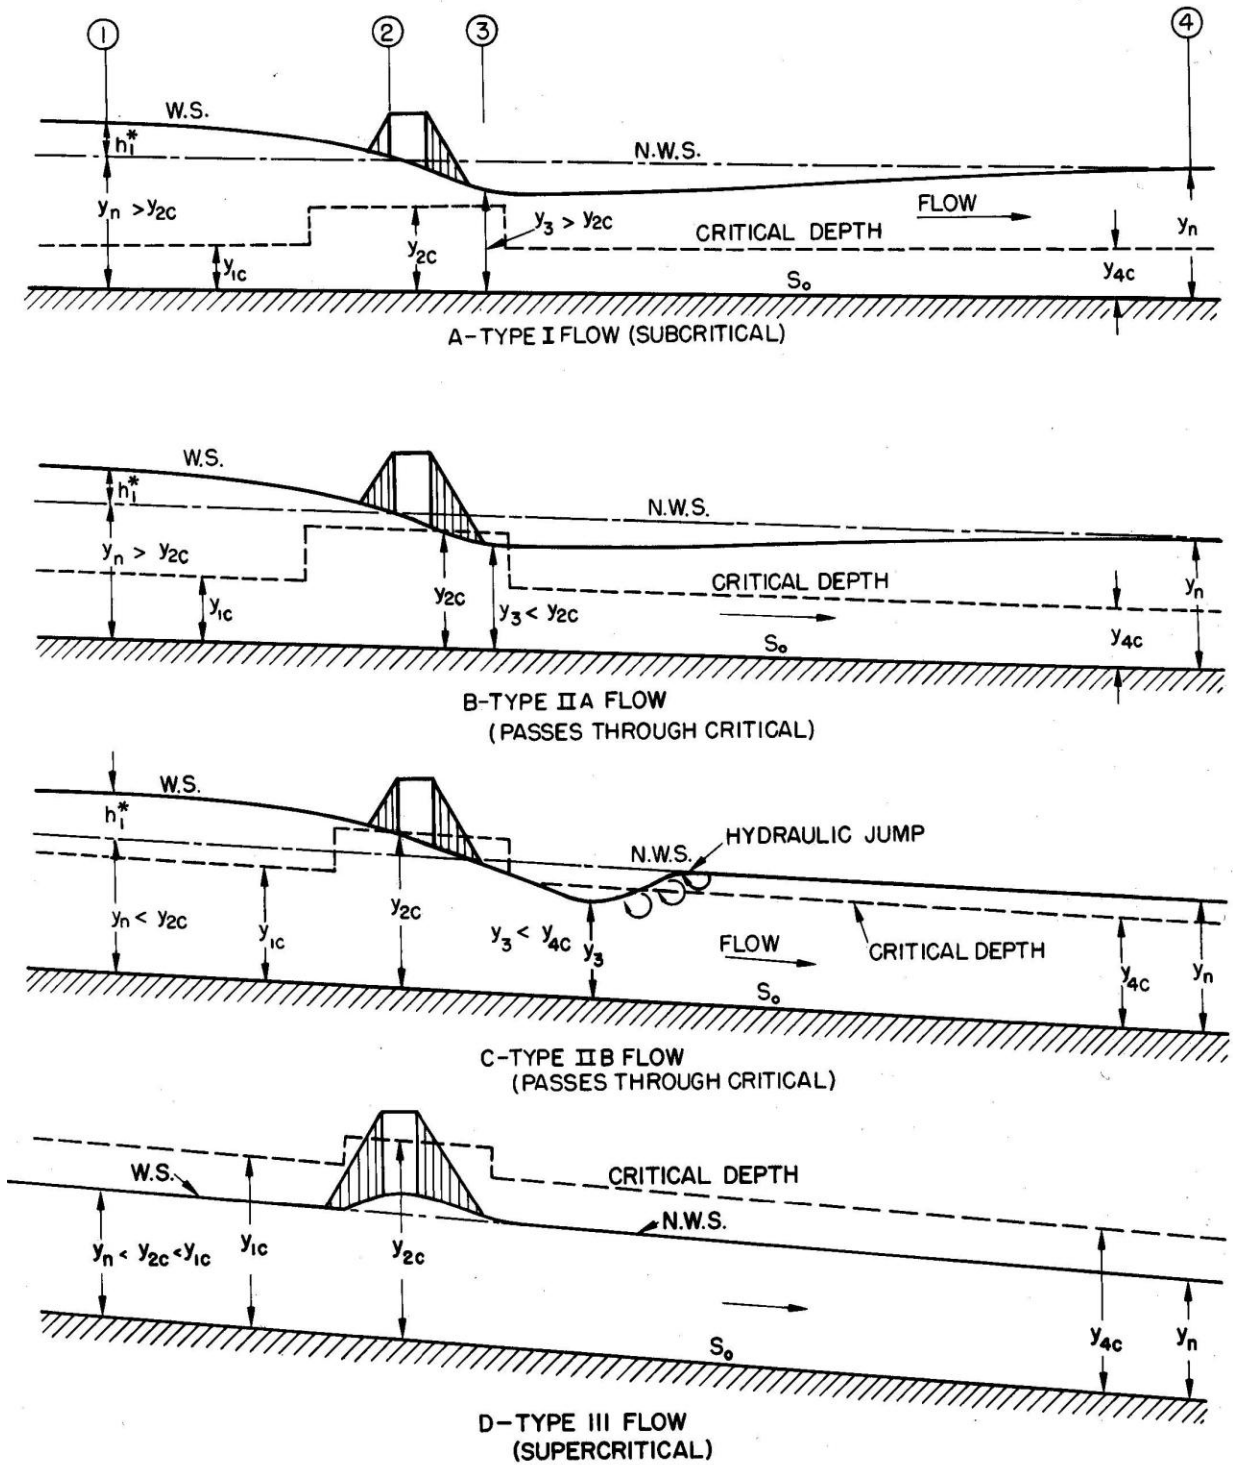 1 2 3 4
W.S.
h₁*
N.W.S.
yₙ > y₂c
y₃ > y₂c
FLOW
yₙ
CRITICAL DEPTH
y₂c
y₁c
y₄c
S₀
A-TYPE I FLOW (SUBCRITICAL)
W.S.
h₁*
N.W.S.
yₙ > y₂c
CRITICAL DEPTH
yₙ
y₁c
y₂c
y₃ < y₂c
y₄c
S₀
B-TYPE IIA FLOW
(PASSES THROUGH CRITICAL)
W.S.
h₁*
HYDRAULIC JUMP
N.W.S.
yₙ < y₂c
y₁c
y₂c
y₃ < y₄c
y₃
FLOW
CRITICAL DEPTH
y₄c
yₙ
S₀
C-TYPE IIB FLOW
(PASSES THROUGH CRITICAL)
W.S.
CRITICAL DEPTH
N.W.S.
yₙ < y₂c < y₁c
y₁c
y₂c
y₄c
yₙ
S₀
D-TYPE III FLOW
(SUPERCRITICAL)